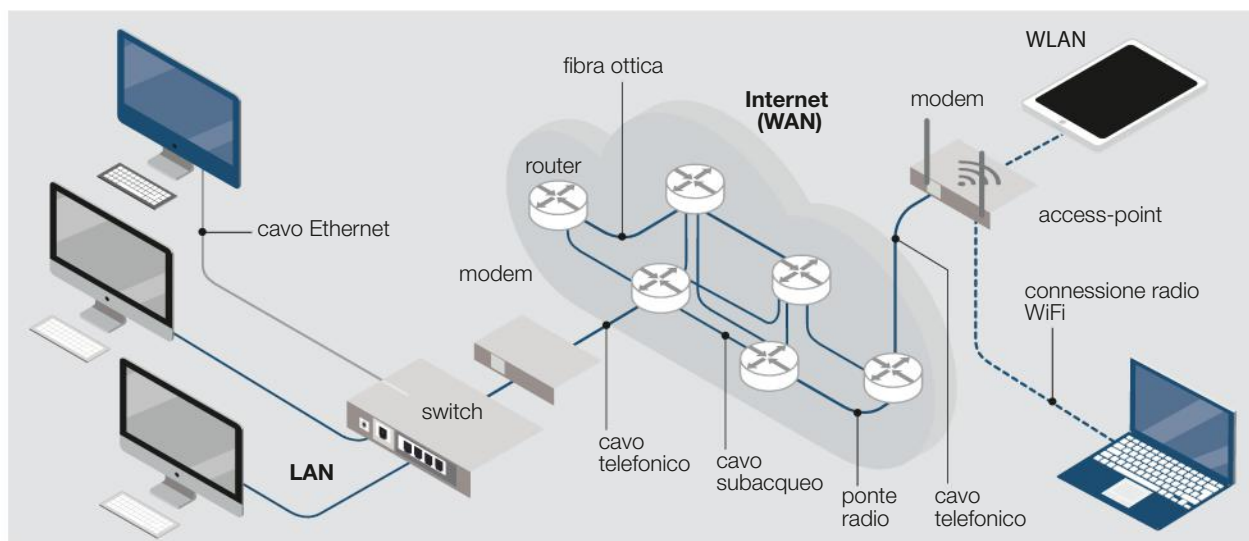 WLAN
fibra ottica
Internet
(WAN)
modem
router
cavo Ethernet
access-point
modem
connessione radio
WiFi
switch
LAN
cavo
telefonico
cavo
subacqueo
ponte
radio
cavo
telefonico